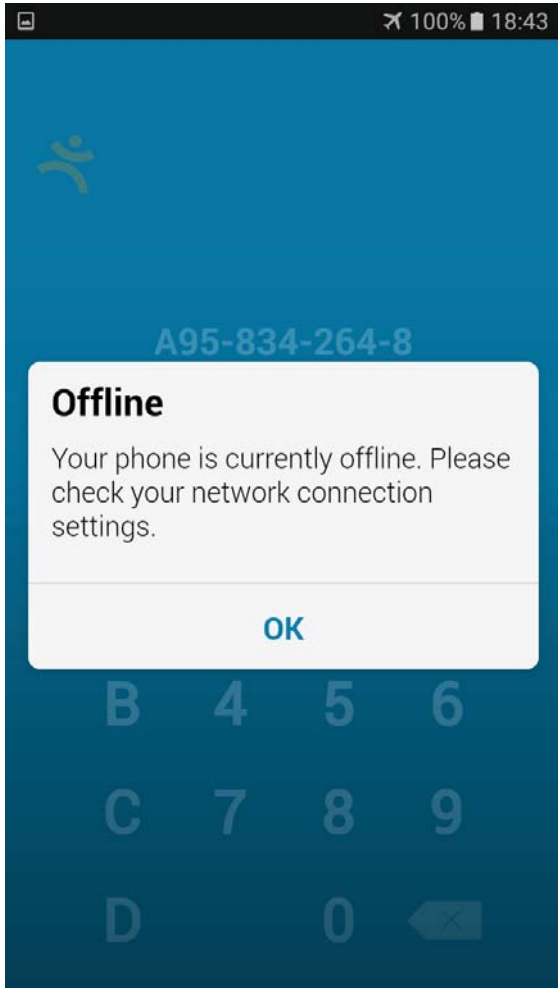 100% 18:43
A95-834-264-8
Offline
Your phone is currently offline. Please
check your network connection
settings.
OK
B 4 5 6
C 7 8 9
D 0